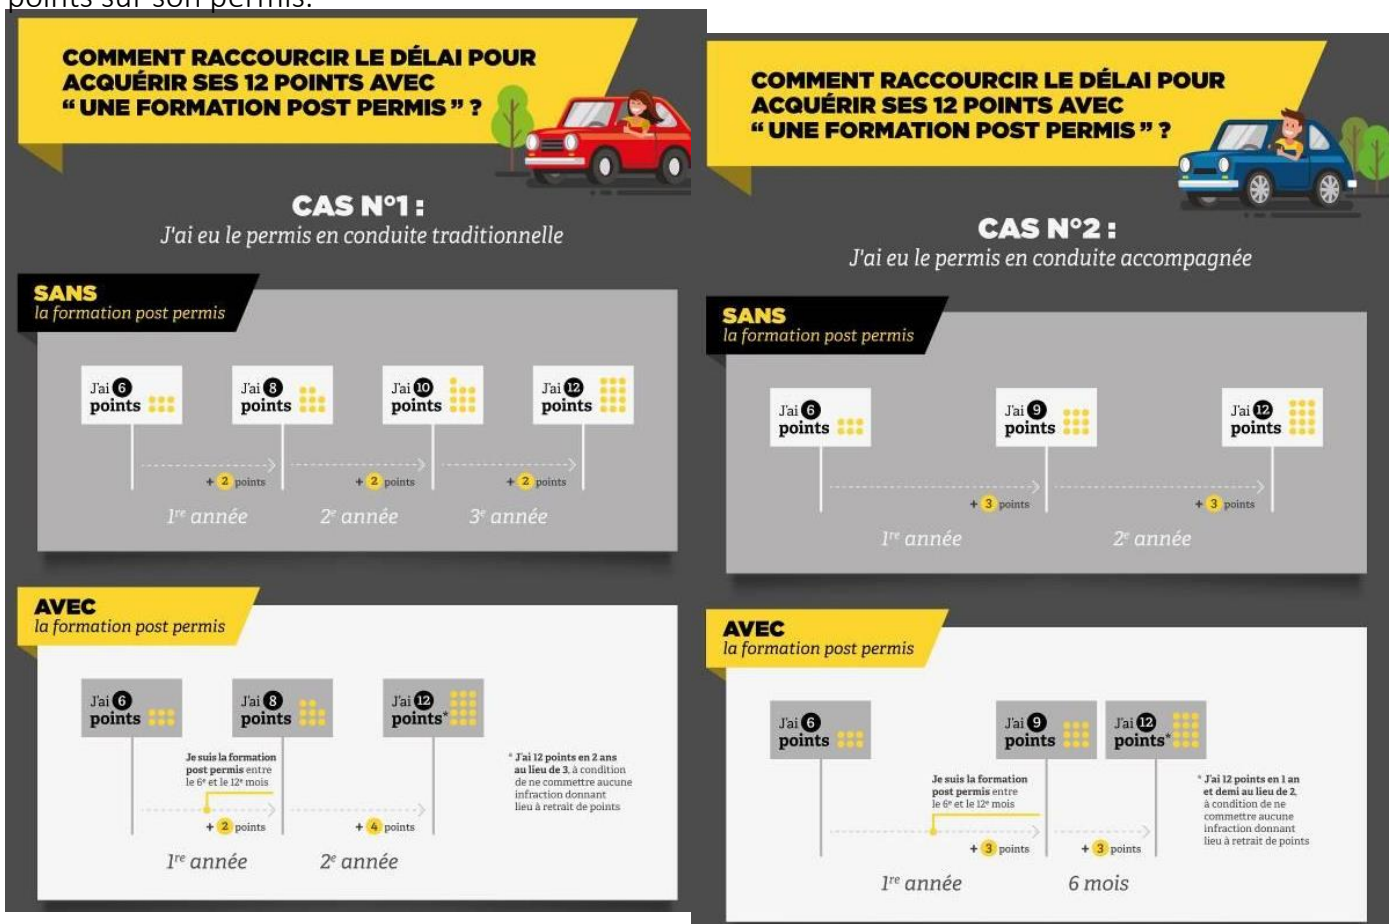 points sur son permis.
COMMENT RACCOURCIR LE DÉLAI POUR
ACQUÉRIR SES 12 POINTS AVEC
“ UNE FORMATION POST PERMIS ” ?
CAS N°1 :
J'ai eu le permis en conduite traditionnelle
SANS
la formation post permis
J'ai 6
points
J'ai 8
points
J'ai 10
points
J'ai 12
points
+ 2 points
+ 2 points
+ 2 points
1re année
2e année
3e année
AVEC
la formation post permis
J'ai 6
points
J'ai 8
points
J'ai 12
points*
Je suis la formation
post permis entre
le 6e et le 12e mois
* J'ai 12 points en 2 ans
au lieu de 3, à condition
de ne commettre aucune
infraction donnant
lieu à retrait de points
+ 2 points
+ 4 points
1re année
2e année
COMMENT RACCOURCIR LE DÉLAI POUR
ACQUÉRIR SES 12 POINTS AVEC
“ UNE FORMATION POST PERMIS ” ?
CAS N°2 :
J'ai eu le permis en conduite accompagnée
SANS
la formation post permis
J'ai 6
points
J'ai 9
points
J'ai 12
points
+ 3 points
+ 3 points
1re année
2e année
AVEC
la formation post permis
J'ai 6
points
J'ai 9
points
J'ai 12
points*
Je suis la formation
post permis entre
le 6e et le 12e mois
* J'ai 12 points en 1 an
et demi au lieu de 2,
à condition de ne
commettre aucune
infraction donnant
lieu à retrait de points
+ 3 points
+ 3 points
1re année
6 mois